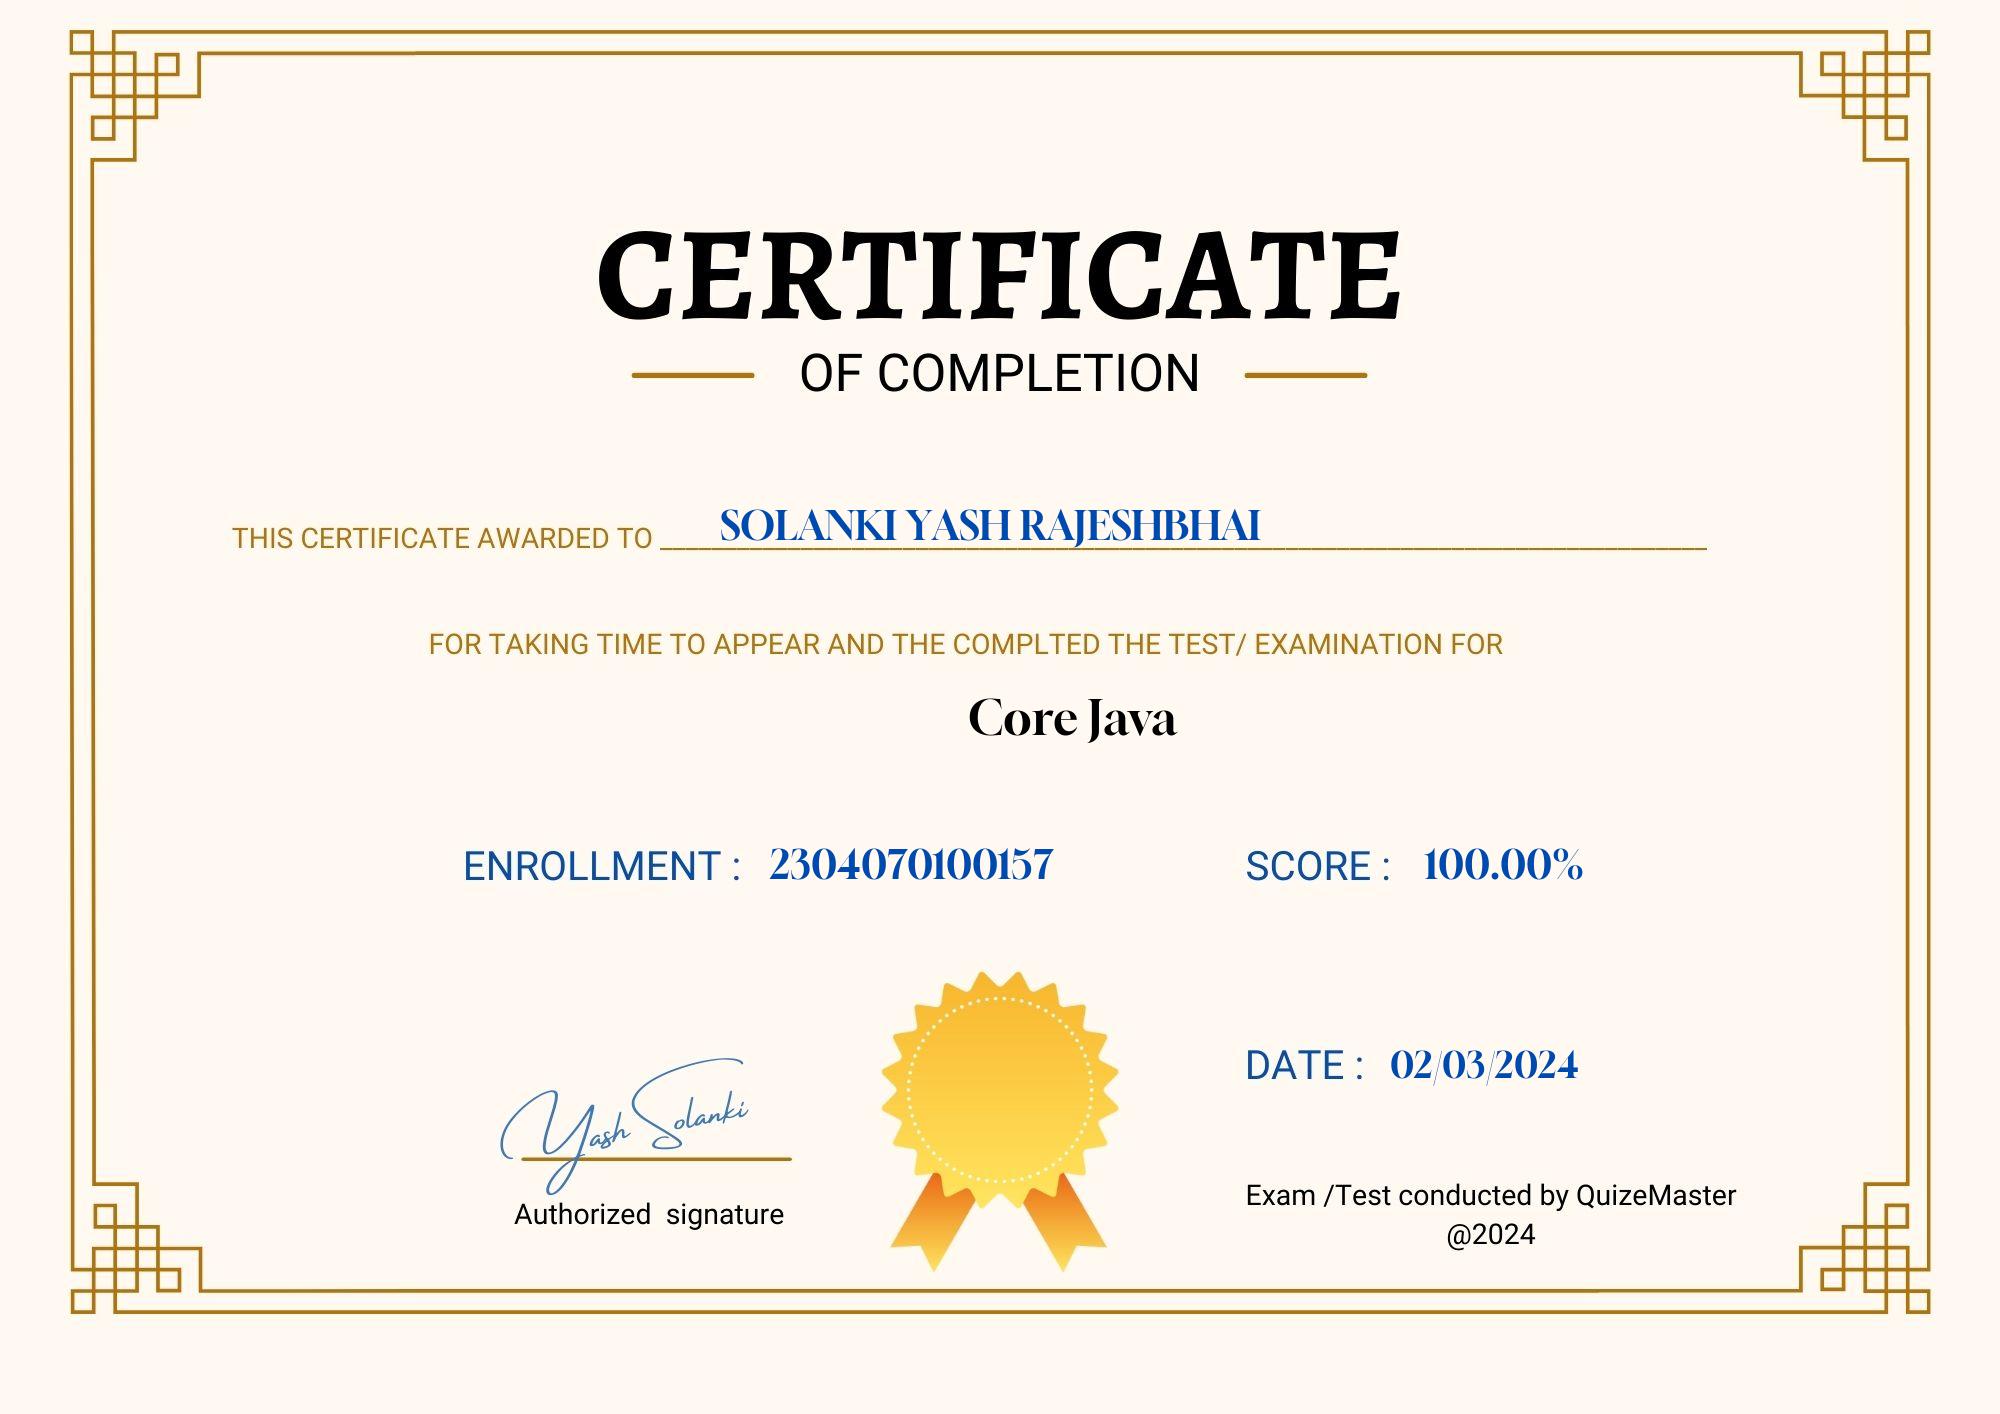 CERTIFICATE
OF COMPLETION
THIS CERTIFICATE AWARDED TO SOLANKI YASH RAJESHBHAI
FOR TAKING TIME TO APPEAR AND THE COMPLTED THE TEST/ EXAMINATION FOR
Core Java
ENROLLMENT : 2304070100157 SCORE : 100.00%
DATE : 02/03/2024
Yash Solanki
Authorized signature
Exam /Test conducted by QuizeMaster
@2024